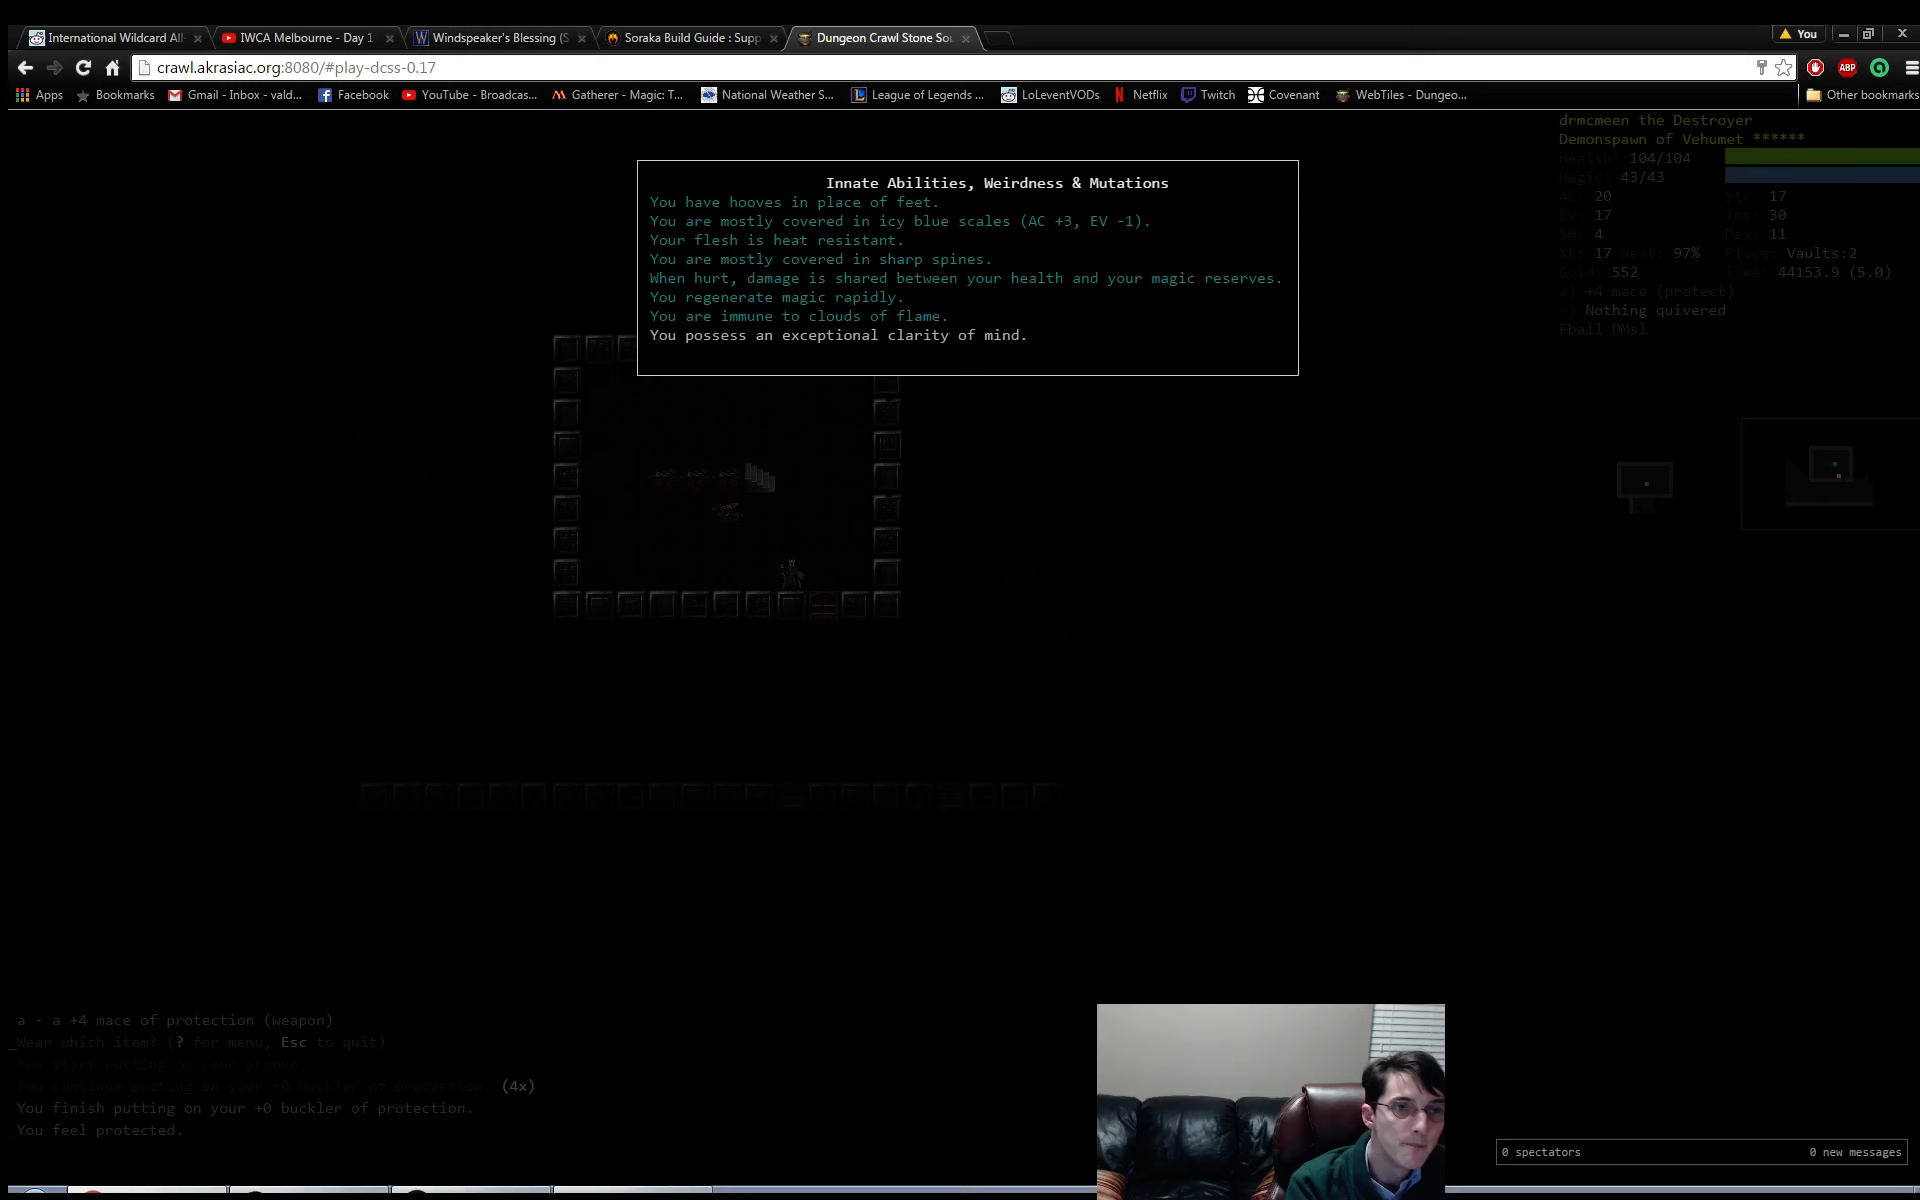 International Wildcard All
IWCA Melbourne - Day 1
Windspeaker's Blessing (S
Soraka Build Guide : Supp
Dungeon Crawl Stone Sou
You
crawl.akrasiac.org:8080/#play-dcss-0.17
ABP
Apps
Bookmarks
Gmail - Inbox - vald...
Facebook
YouTube - Broadcas...
Gatherer - Magic: T...
National Weather S...
League of Legends ...
LoLeventVODs
Netflix
Twitch
Covenant
WebTiles - Dungeo...
Other bookmarks
drmcmeen the Destroyer
Demonspawn of Vehumet ******
Health: 104/104
Magic: 43/43
AC: 20 Str: 17
EV: 17 Int: 30
SH: 4 Dex: 11
XL: 17 Next: 97% Place: Vaults:2
Gold: 552 Time: 44153.9 (5.0)
a) +4 mace (protect)
-) Nothing quivered
Fball DMsl
Innate Abilities, Weirdness & Mutations
You have hooves in place of feet.
You are mostly covered in icy blue scales (AC +3, EV -1).
Your flesh is heat resistant.
You are mostly covered in sharp spines.
When hurt, damage is shared between your health and your magic reserves.
You regenerate magic rapidly.
You are immune to clouds of flame.
You possess an exceptional clarity of mind.
_a - a +4 mace of protection (weapon)
_Wear which item? (? for menu, Esc to quit)
You start putting on your armour.
You continue putting on your +0 buckler of protection. (4x)
You finish putting on your +0 buckler of protection.
_You feel protected.
0 spectators 0 new messages